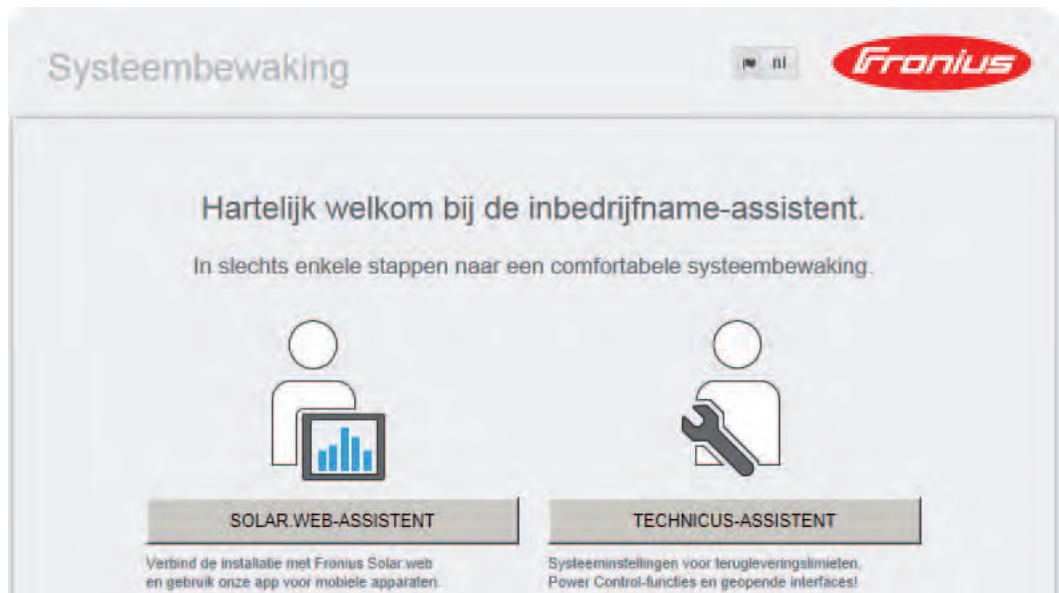 Systeembewaking
nl
Fronius
Hartelijk welkom bij de inbedrijfname-assistent.
In slechts enkele stappen naar een comfortabele systeembewaking.
SOLAR.WEB-ASSISTENT
TECHNICUS-ASSISTENT
Verbind de installatie met Fronius Solar.web
en gebruik onze app voor mobiele apparaten.
Systeeminstellingen voor terugleveringslimieten,
Power Control-functies en geopende interfaces!